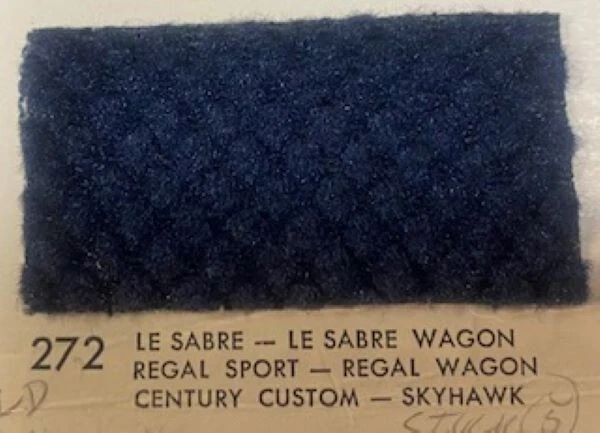 272 LE SABRE — LE SABRE WAGON
REGAL SPORT — REGAL WAGON
CENTURY CUSTOM — SKYHAWK